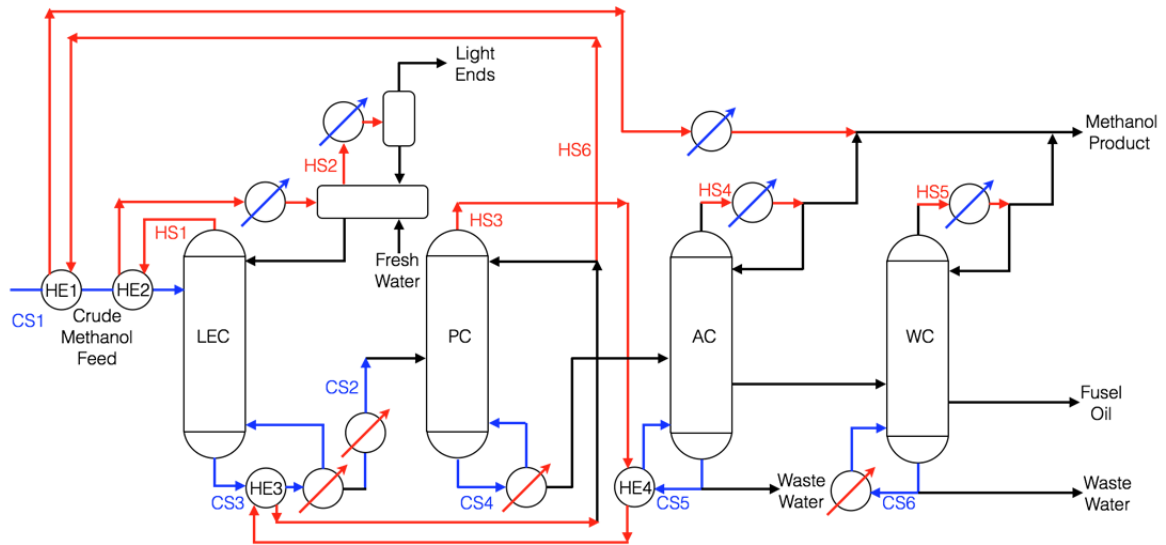 Light
Ends
HS2
HS6
Methanol
Product
HS4
HS5
HS1
HS3
Fresh
Water
HE1
HE2
CS1
Crude
Methanol
Feed
LEC
PC
AC
WC
CS2
Fusel
Oil
CS3
HE3
CS4
HE4
CS5
Waste
Water
CS6
Waste
Water